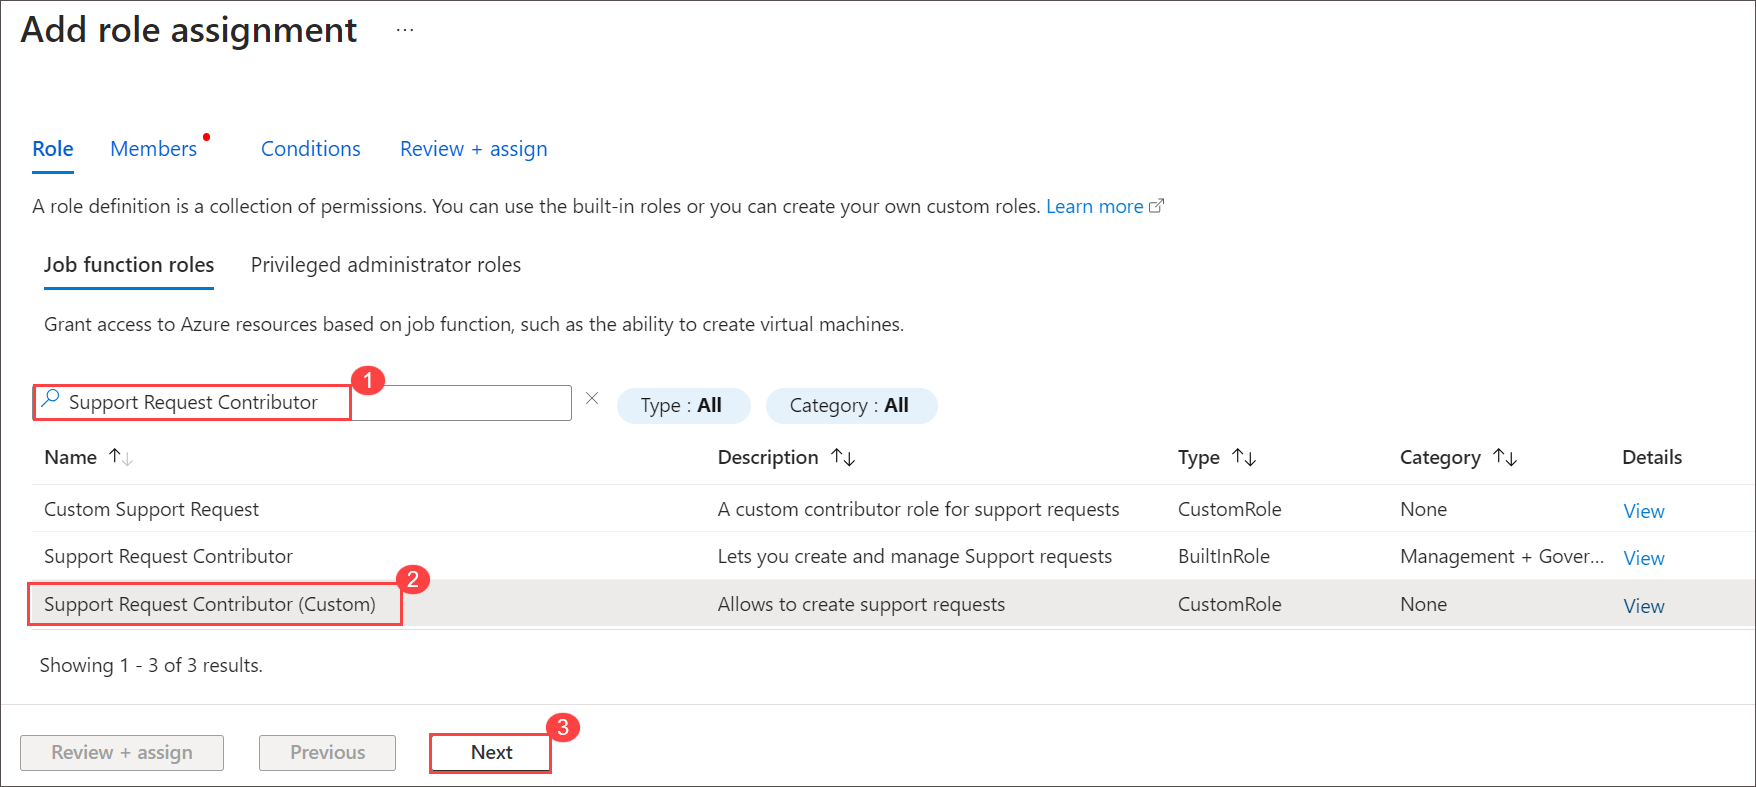 Add role assignment ...
Role Members Conditions Review + assign
A role definition is a collection of permissions. You can use the built-in roles or you can create your own custom roles. Learn more
Job function roles Privileged administrator roles
Grant access to Azure resources based on job function, such as the ability to create virtual machines.
1
Support Request Contributor Type : All Category : All
Name Description Type Category Details
Custom Support Request A custom contributor role for support requests CustomRole None View
Support Request Contributor Lets you create and manage Support requests BuiltInRole Management + Gover... View
2
Support Request Contributor (Custom) Allows to create support requests CustomRole None View
Showing 1 - 3 of 3 results.
3
Review + assign Previous Next